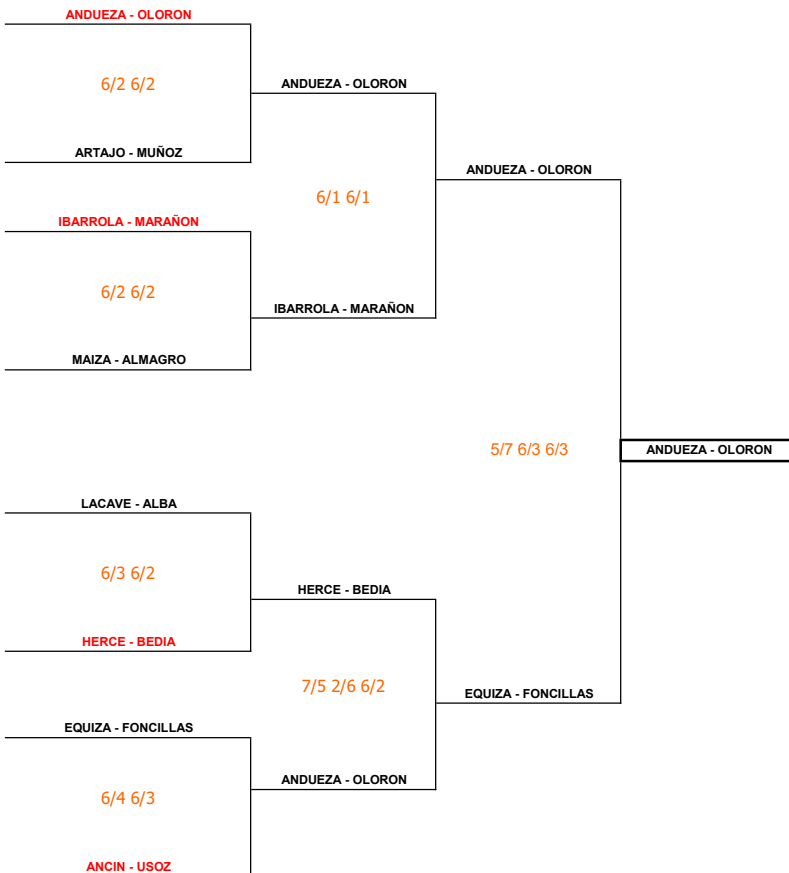 ANDUEZA - OLORON
6/2 6/2
ANDUEZA - OLORON
ARTAJO - MUÑOZ
ANDUEZA - OLORON
6/1 6/1
IBARROLA - MARAÑON
6/2 6/2
IBARROLA - MARAÑON
MAIZA - ALMAGRO
5/7 6/3 6/3
ANDUEZA - OLORON
LACAVE - ALBA
6/3 6/2
HERCE - BEDIA
HERCE - BEDIA
7/5 2/6 6/2
EQUIZA - FONCILLAS
EQUIZA - FONCILLAS
ANDUEZA - OLORON
6/4 6/3
ANCIN - USOZ